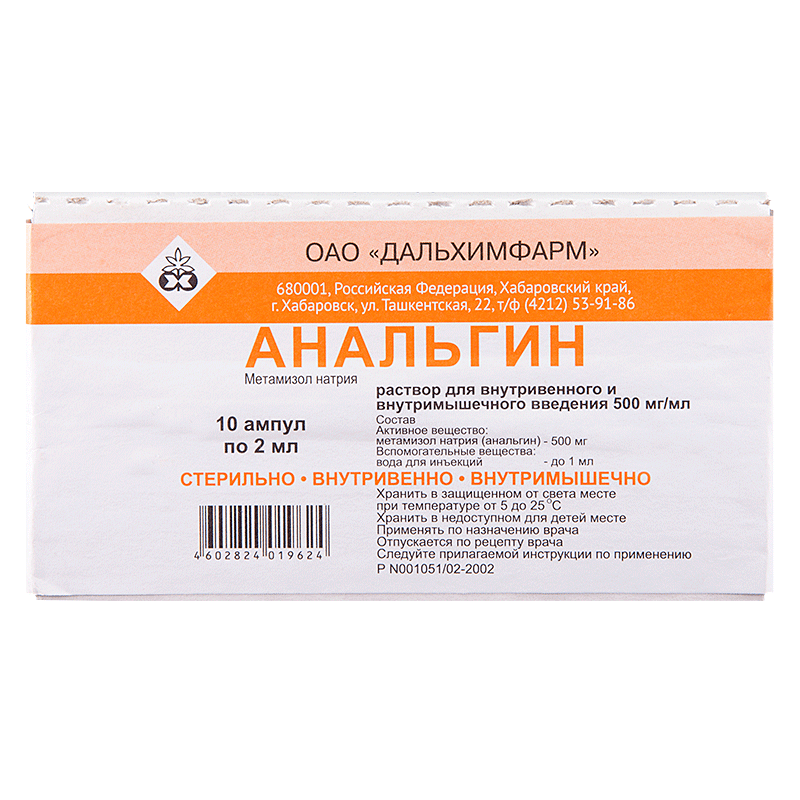 ОАО «ДАЛЬХИМФАРМ»
680001, Российская Федерация, Хабаровский край,
г. Хабаровск, ул. Ташкентская, 22, т/ф (4212) 53-91-86
АНАЛЬГИН
Метамизол натрия
10 ампул
по 2 мл
раствор для внутривенного и
внутримышечного введения 500 мг/мл
Состав
Активное вещество:
метамизол натрия (анальгин) - 500 мг
Вспомогательные вещества:
вода для инъекций - до 1 мл
СТЕРИЛЬНО • ВНУТРИВЕННО • ВНУТРИМЫШЕЧНО
Хранить в защищенном от света месте
при температуре от 5 до 25 °С
Хранить в недоступном для детей месте
Применять по назначению врача
Отпускается по рецепту врача
Следуйте прилагаемой инструкции по применению
Р N001051/02-2002
4 602824 019624